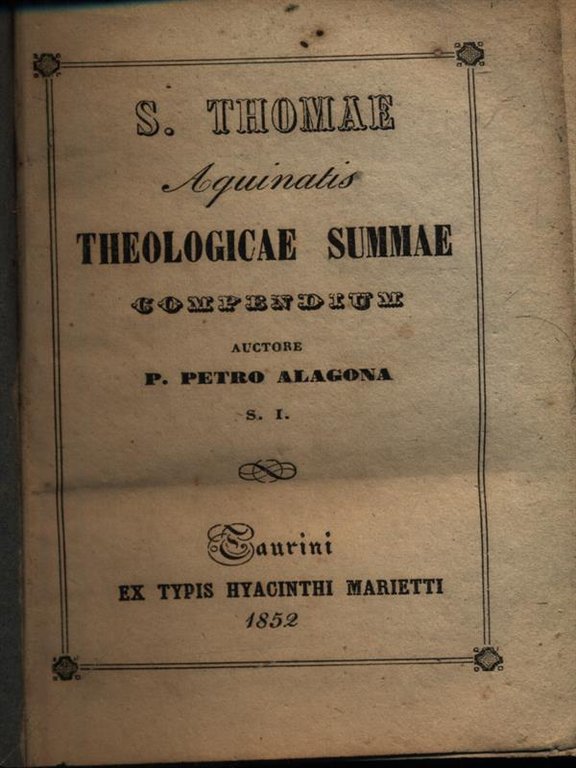 S. THOMAE
Aquinatis
THEOLOGICAE SUMMAE
COMPENDIUM
AUCTORE
P. PETRO ALAGONA
S. I.
Taurini
EX TYPIS HYACINTHI MARIETTI
1852